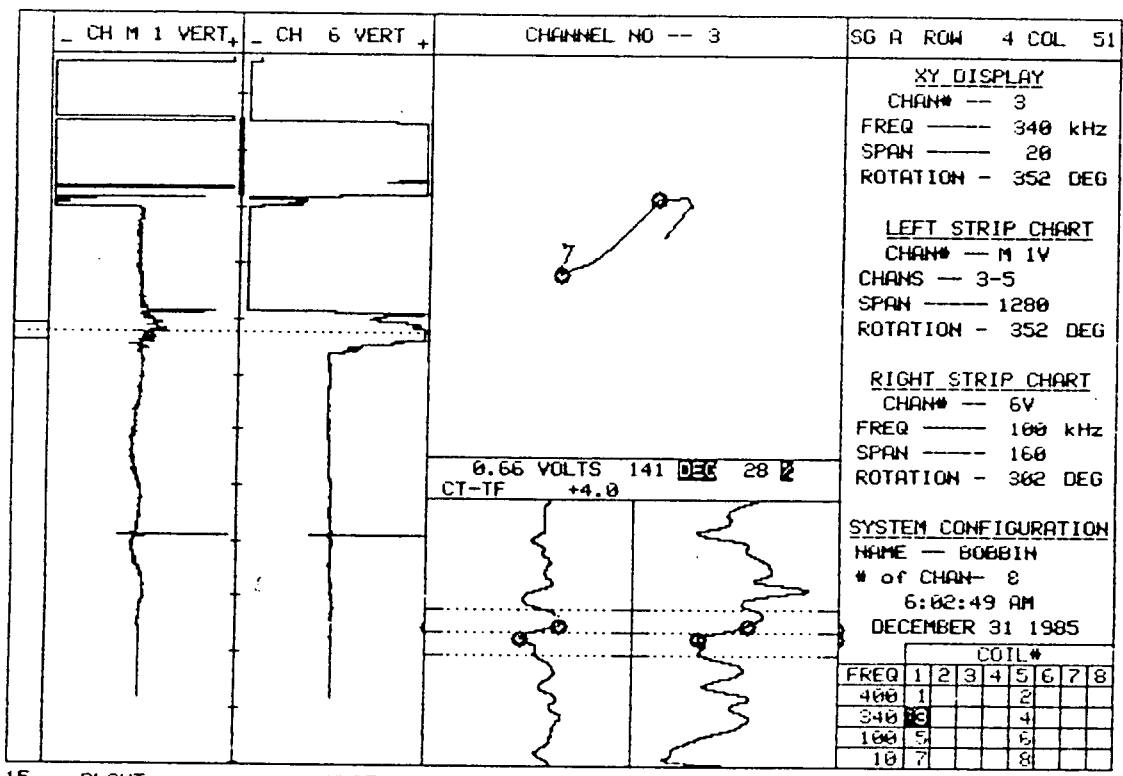 _ CH M 1 VERT + _ CH 6 VERT + CHANNEL NO -- 3 SG A ROW 4 COL 51
XY DISPLAY
CHAN# -- 3
FREQ ----- 340 kHz
SPAN ----- 20
ROTATION - 352 DEG
LEFT STRIP CHART
CHAN# -- M 1V
CHANS -- 3-5
SPAN ----- 1280
ROTATION - 352 DEG
RIGHT STRIP CHART
CHAN# -- 6V
FREQ ----- 100 kHz
SPAN ----- 160
ROTATION - 302 DEG
7
0.66 VOLTS 141 DEG 28 %
CT-TF +4.0
SYSTEM CONFIGURATION
NAME -- BOBBIN
# of CHAN- 8
6:02:49 AM
DECEMBER 31 1985
COIL#
FREQ 1 2 3 4 5 6 7 8
400 1 2
340 3 4
100 5 6
10 7 8